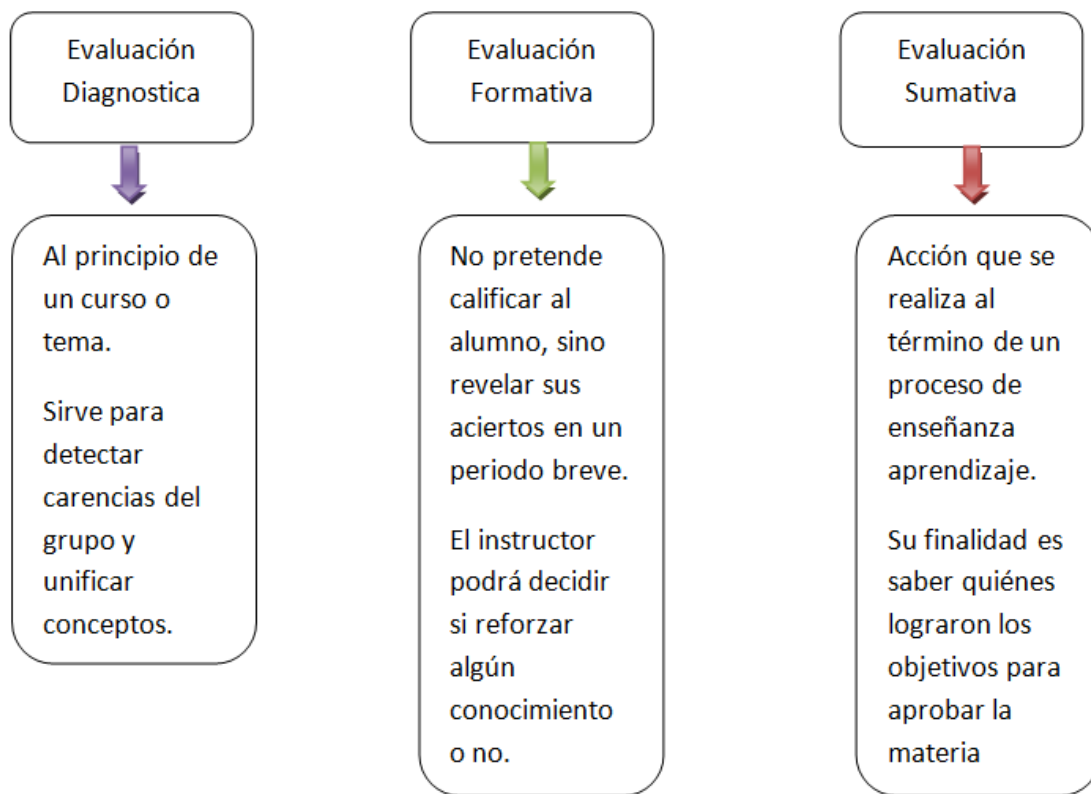 Evaluación
Diagnostica
Al principio de
un curso o
tema.
Sirve para
detectar
carencias del
grupo y
unificar
conceptos.
Evaluación
Formativa
No pretende
calificar al
alumno, sino
revelar sus
aciertos en un
periodo breve.
El instructor
podrá decidir
si reforzar
algún
conocimiento
o no.
Evaluación
Sumativa
Acción que se
realiza al
término de un
proceso de
enseñanza
aprendizaje.
Su finalidad es
saber quiénes
lograron los
objetivos para
aprobar la
materia